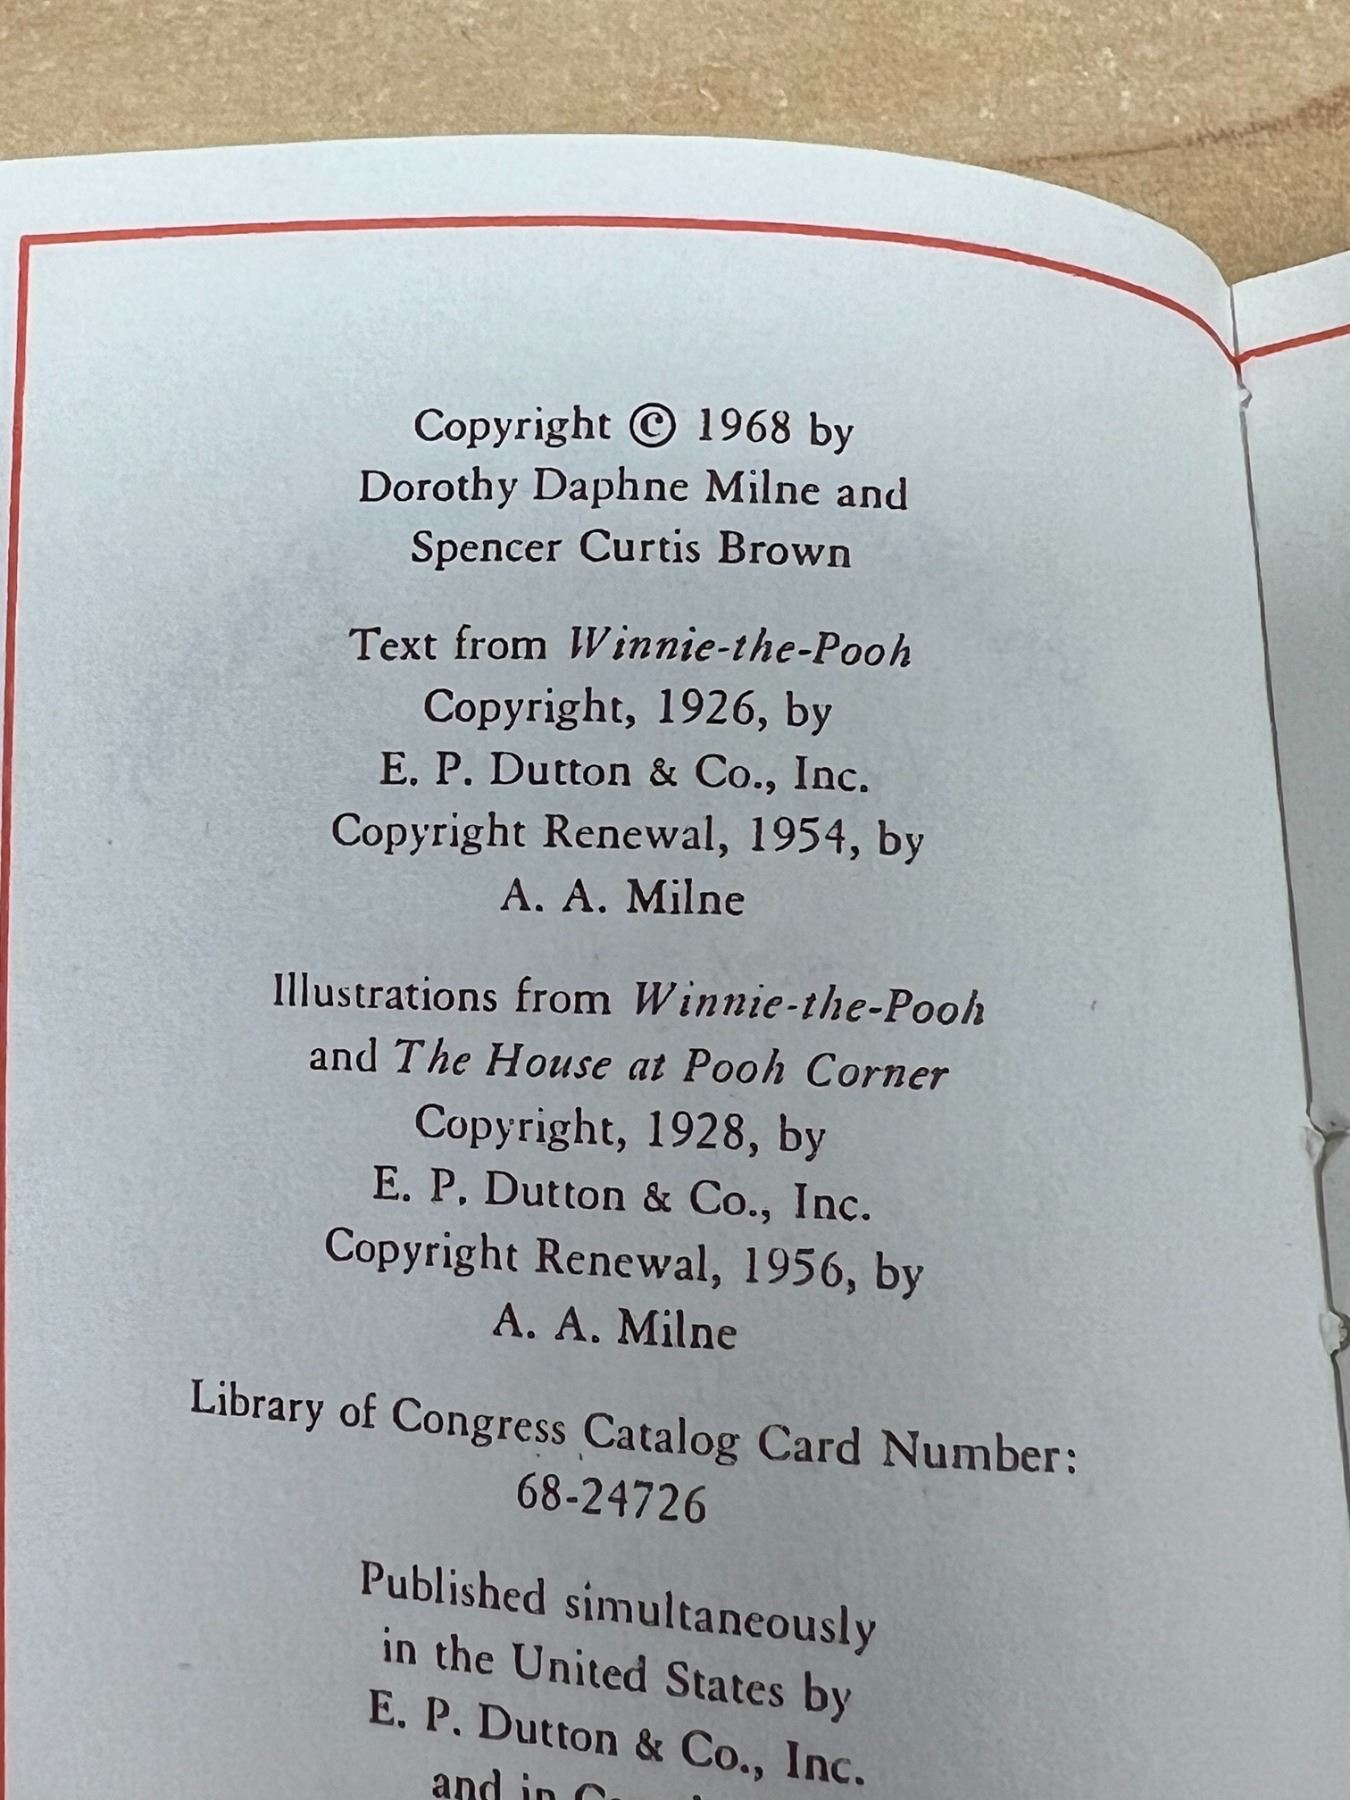 Copyright © 1968 by
Dorothy Daphne Milne and
Spencer Curtis Brown
Text from Winnie-the-Pooh
Copyright, 1926, by
E. P. Dutton & Co., Inc.
Copyright Renewal, 1954, by
A. A. Milne
Illustrations from Winnie-the-Pooh
and The House at Pooh Corner
Copyright, 1928, by
E. P. Dutton & Co., Inc.
Copyright Renewal, 1956, by
A. A. Milne
Library of Congress Catalog Card Number:
68-24726
Published simultaneously
in the United States by
E. P. Dutton & Co., Inc.
and in